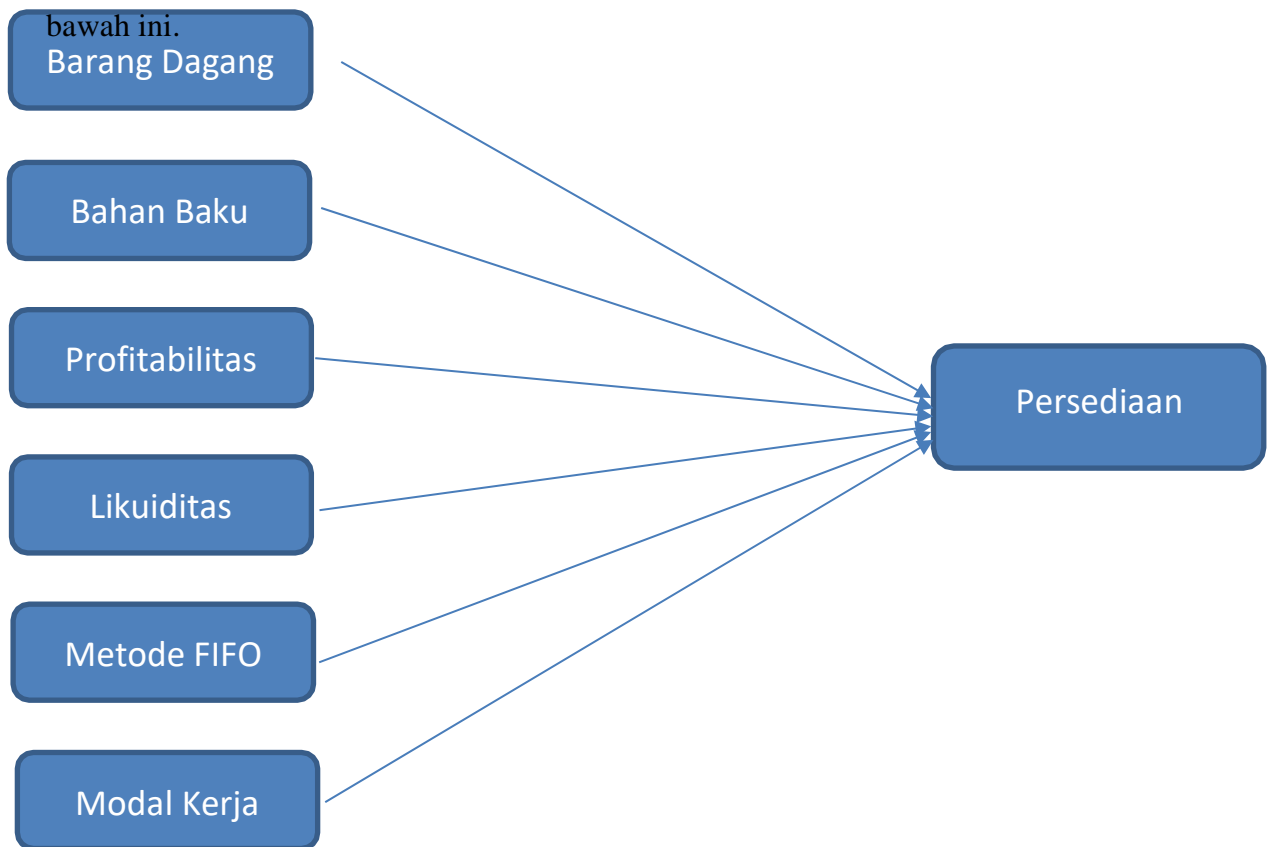 bawah ini.
Barang Dagang
Bahan Baku
Profitabilitas
Persediaan
Likuiditas
Metode FIFO
Modal Kerja